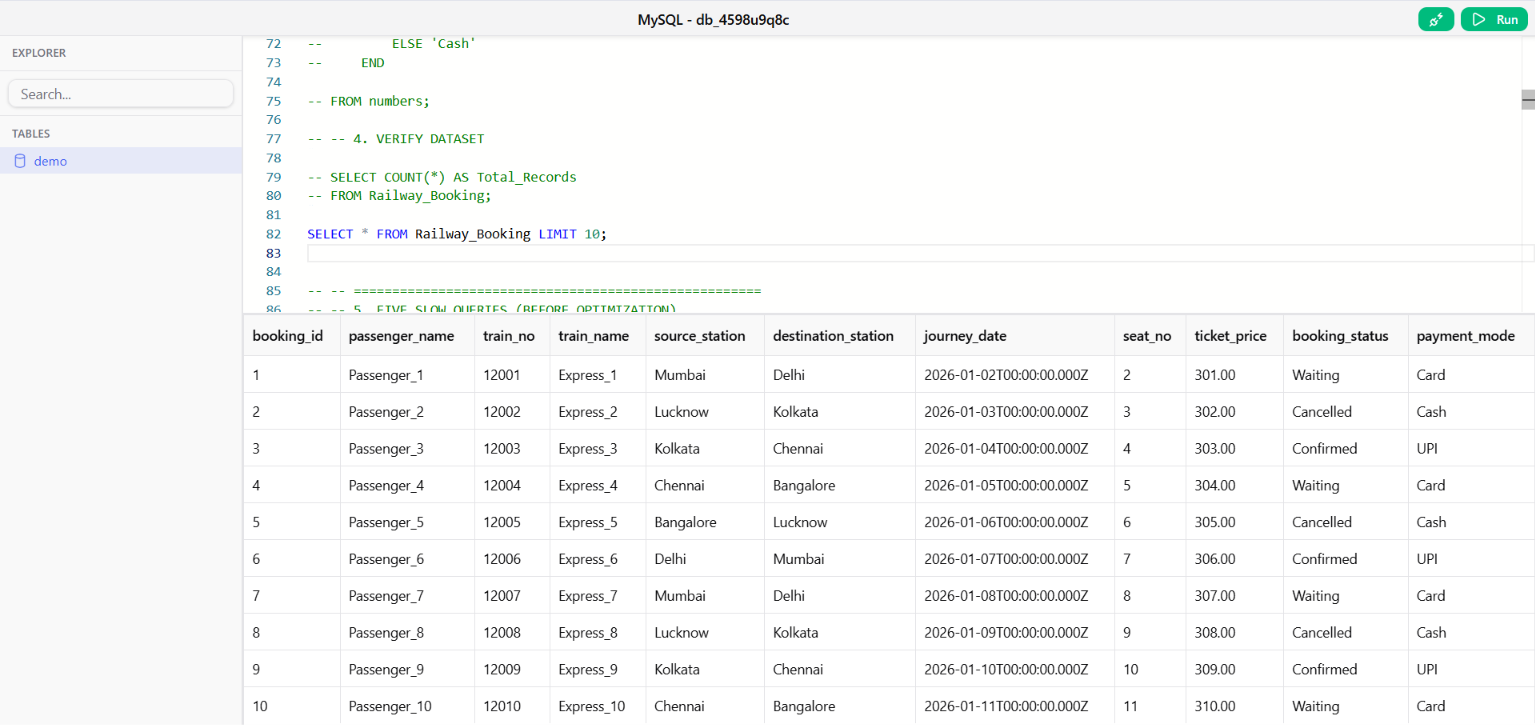 MySQL - db_4598u9q8c
Run
EXPLORER
Search...
TABLES
demo
72 -- ELSE 'Cash'
73 -- END
74
75 -- FROM numbers;
76
77 -- -- 4. VERIFY DATASET
78
79 -- SELECT COUNT(*) AS Total_Records
80 -- FROM Railway_Booking;
81
82 SELECT * FROM Railway_Booking LIMIT 10;
83
84
85 -- -- =====================================================
86 -- -- 5. FIVE SLOW QUERIES (BEFORE OPTIMIZATION)
booking_id passenger_name train_no train_name source_station destination_station journey_date seat_no ticket_price booking_status payment_mode
1 Passenger_1 12001 Express_1 Mumbai Delhi 2026-01-02T00:00:00.000Z 2 301.00 Waiting Card
2 Passenger_2 12002 Express_2 Lucknow Kolkata 2026-01-03T00:00:00.000Z 3 302.00 Cancelled Cash
3 Passenger_3 12003 Express_3 Kolkata Chennai 2026-01-04T00:00:00.000Z 4 303.00 Confirmed UPI
4 Passenger_4 12004 Express_4 Chennai Bangalore 2026-01-05T00:00:00.000Z 5 304.00 Waiting Card
5 Passenger_5 12005 Express_5 Bangalore Lucknow 2026-01-06T00:00:00.000Z 6 305.00 Cancelled Cash
6 Passenger_6 12006 Express_6 Delhi Mumbai 2026-01-07T00:00:00.000Z 7 306.00 Confirmed UPI
7 Passenger_7 12007 Express_7 Mumbai Delhi 2026-01-08T00:00:00.000Z 8 307.00 Waiting Card
8 Passenger_8 12008 Express_8 Lucknow Kolkata 2026-01-09T00:00:00.000Z 9 308.00 Cancelled Cash
9 Passenger_9 12009 Express_9 Kolkata Chennai 2026-01-10T00:00:00.000Z 10 309.00 Confirmed UPI
10 Passenger_10 12010 Express_10 Chennai Bangalore 2026-01-11T00:00:00.000Z 11 310.00 Waiting Card